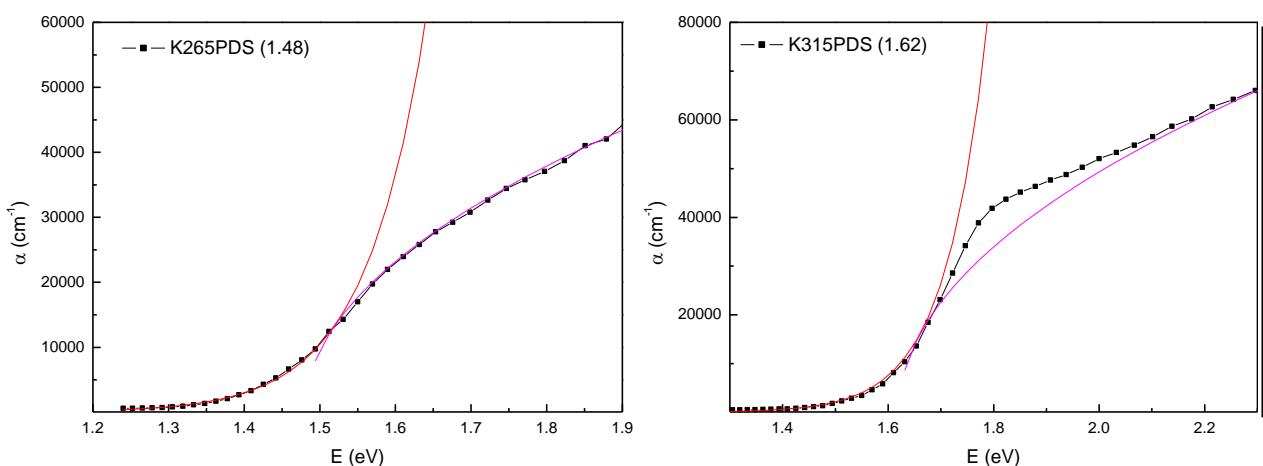 60000
50000
40000
30000
20000
10000
1.2 1.3 1.4 1.5 1.6 1.7 1.8 1.9
α (cm⁻¹)
E (eV)
K265PDS (1.48)
80000
60000
40000
20000
0
1.4 1.6 1.8 2.0 2.2
α (cm⁻¹)
E (eV)
K315PDS (1.62)